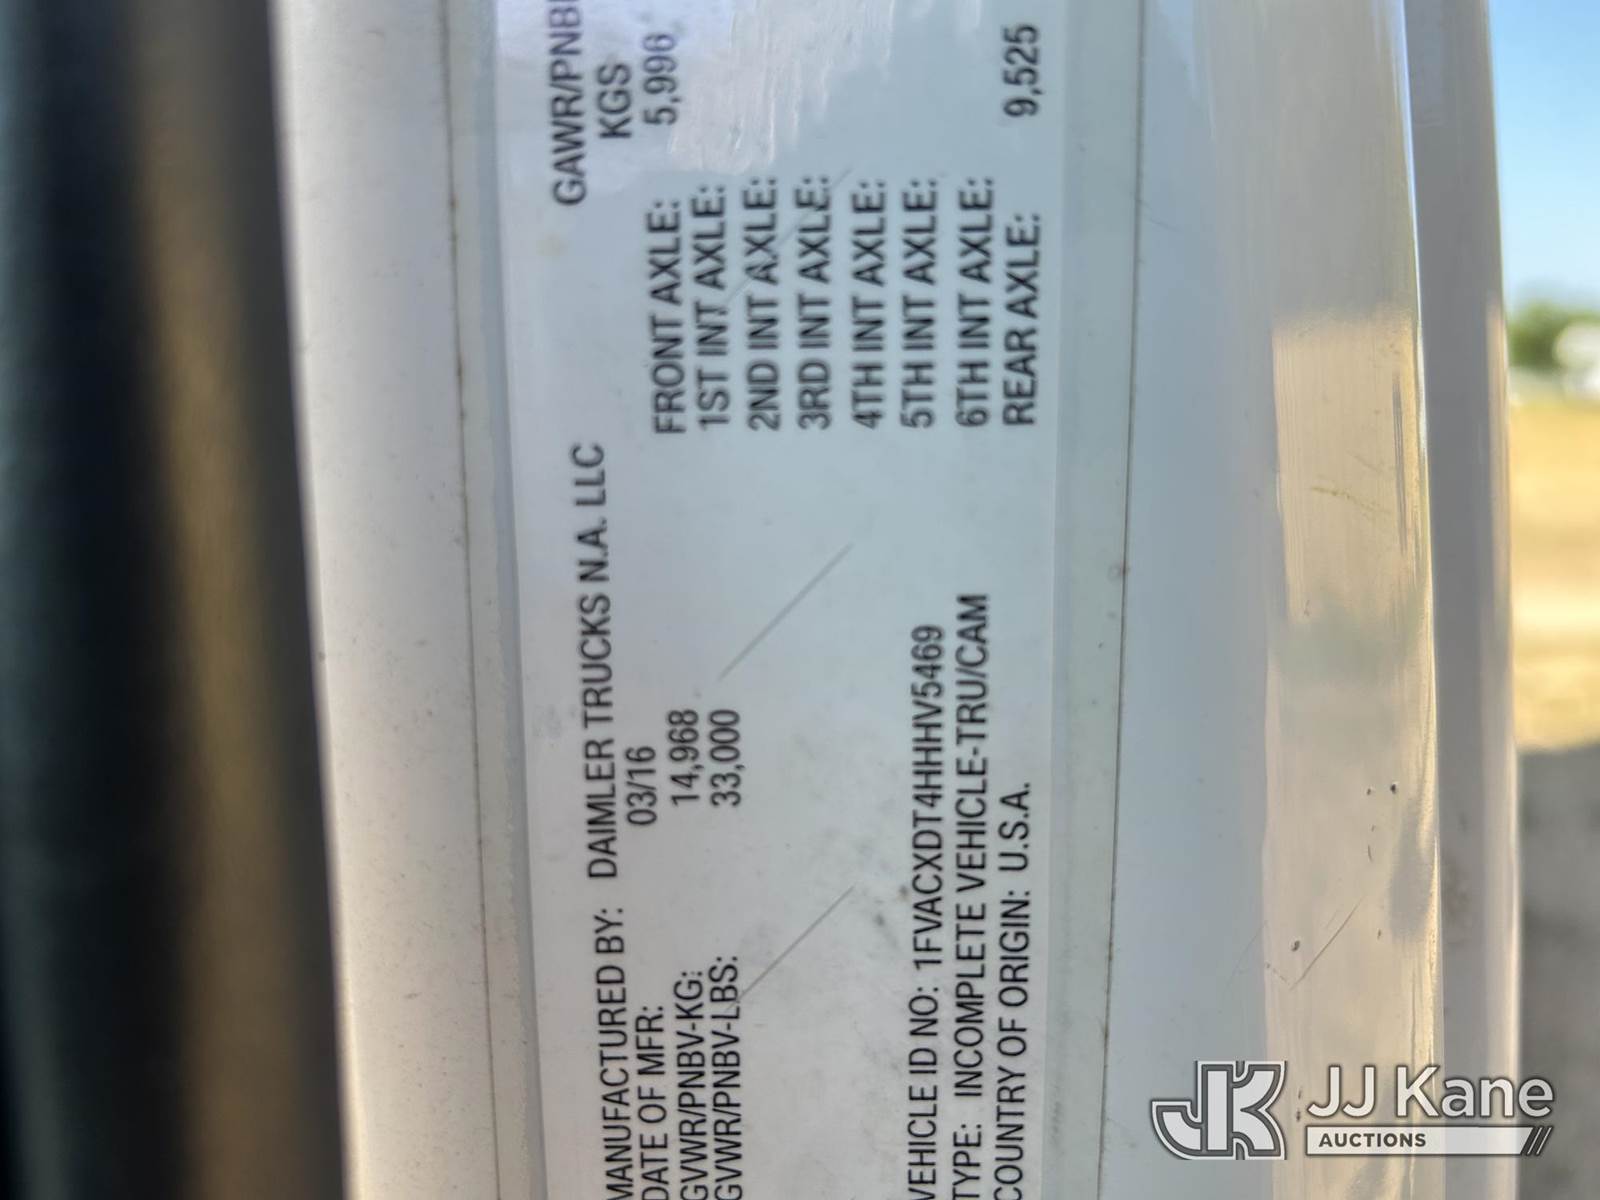 MANUFACTURED BY: DAIMLER TRUCKS N.A. LLC
DATE OF MFR: 03/16
GVWR/PNBV-KG: 14,968
GVWR/PNBV-LBS: 33,000
VEHICLE ID NO: 1FVACXDT4HHHV5469
TYPE: INCOMPLETE VEHICLE-TRU/CAM
COUNTRY OF ORIGIN: U.S.A.
KGS
FRONT AXLE: 5,996
1ST INT AXLE:
2ND INT AXLE:
3RD INT AXLE:
4TH INT AXLE:
5TH INT AXLE:
6TH INT AXLE:
REAR AXLE: 9,525
JK JJ Kane
AUCTIONS